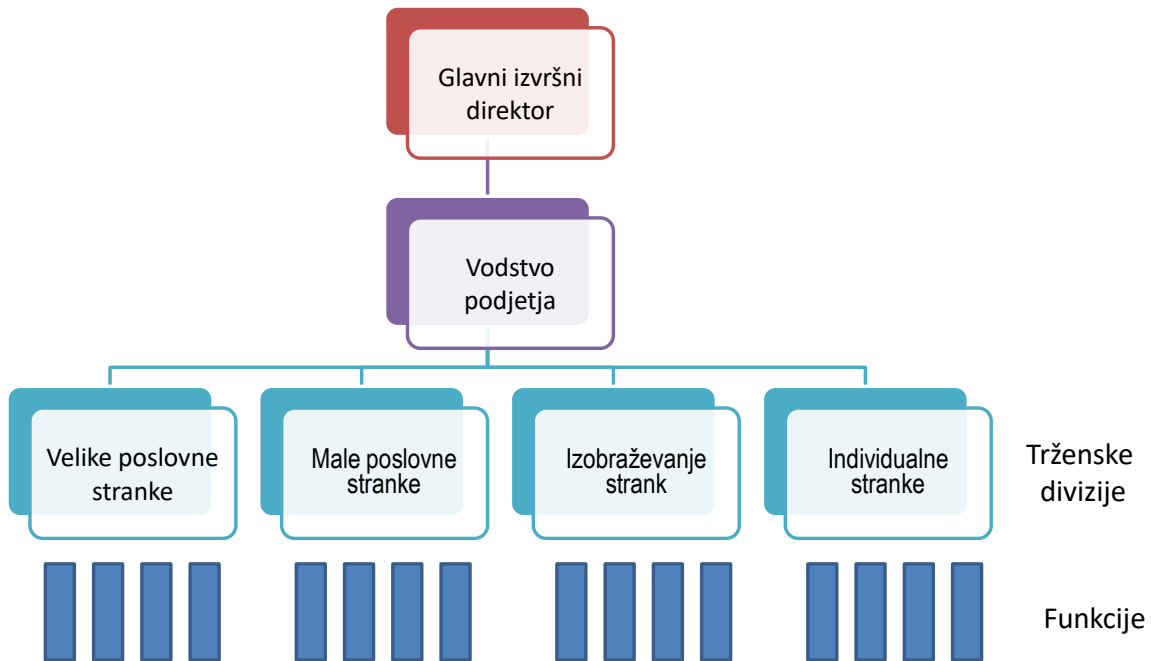 Glavni izvršni
direktor
Vodstvo
podjetja
Velike poslovne
stranke
Male poslovne
stranke
Izobraževanje
strank
Individualne
stranke
Trženske
divizije
Funkcije